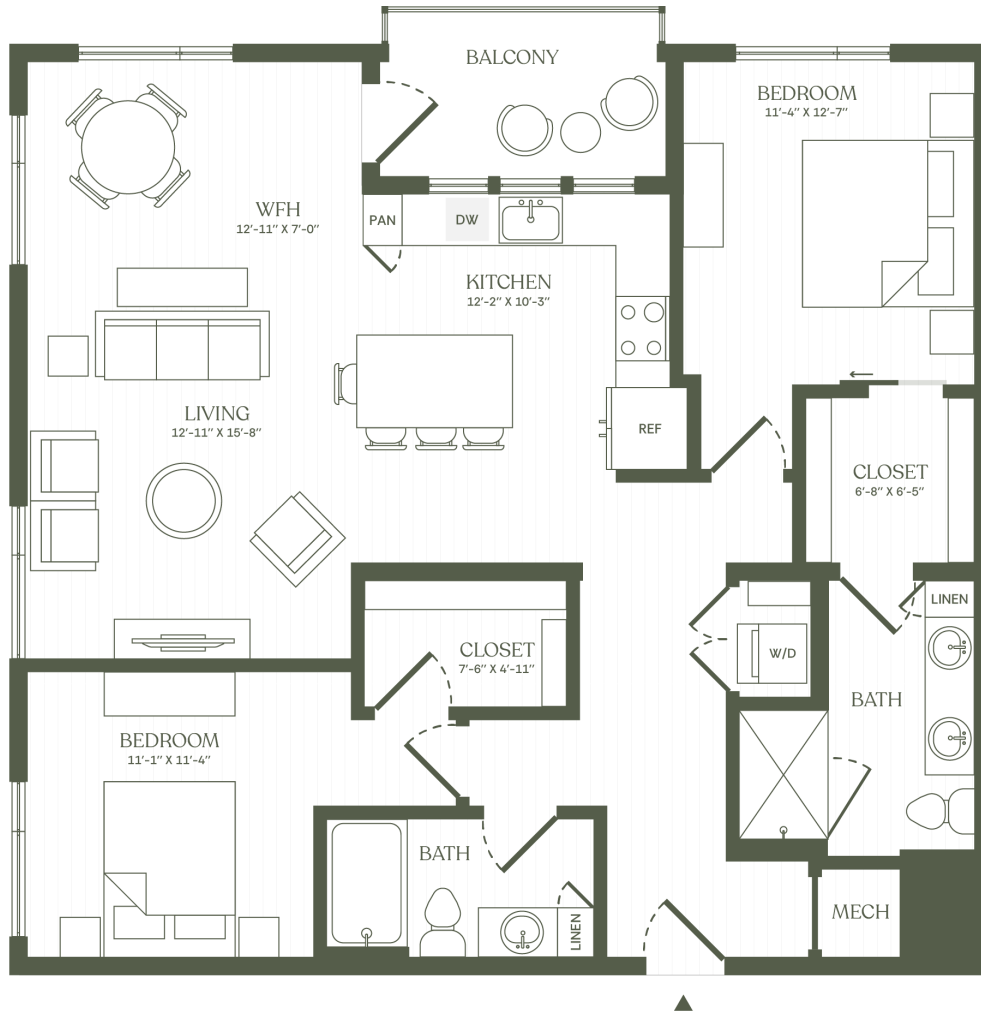 BALCONY
BEDROOM
11'-4" X 12'-7"
WFH
12'-11" X 7'-0"
PAN
DW
KITCHEN
12'-2" X 10'-3"
LIVING
12'-11" X 15'-8"
REF
CLOSET
6'-8" X 6'-5"
LINEN
CLOSET
7'-6" X 4'-11"
W/D
BATH
BEDROOM
11'-1" X 11'-4"
BATH
LINEN
MECH